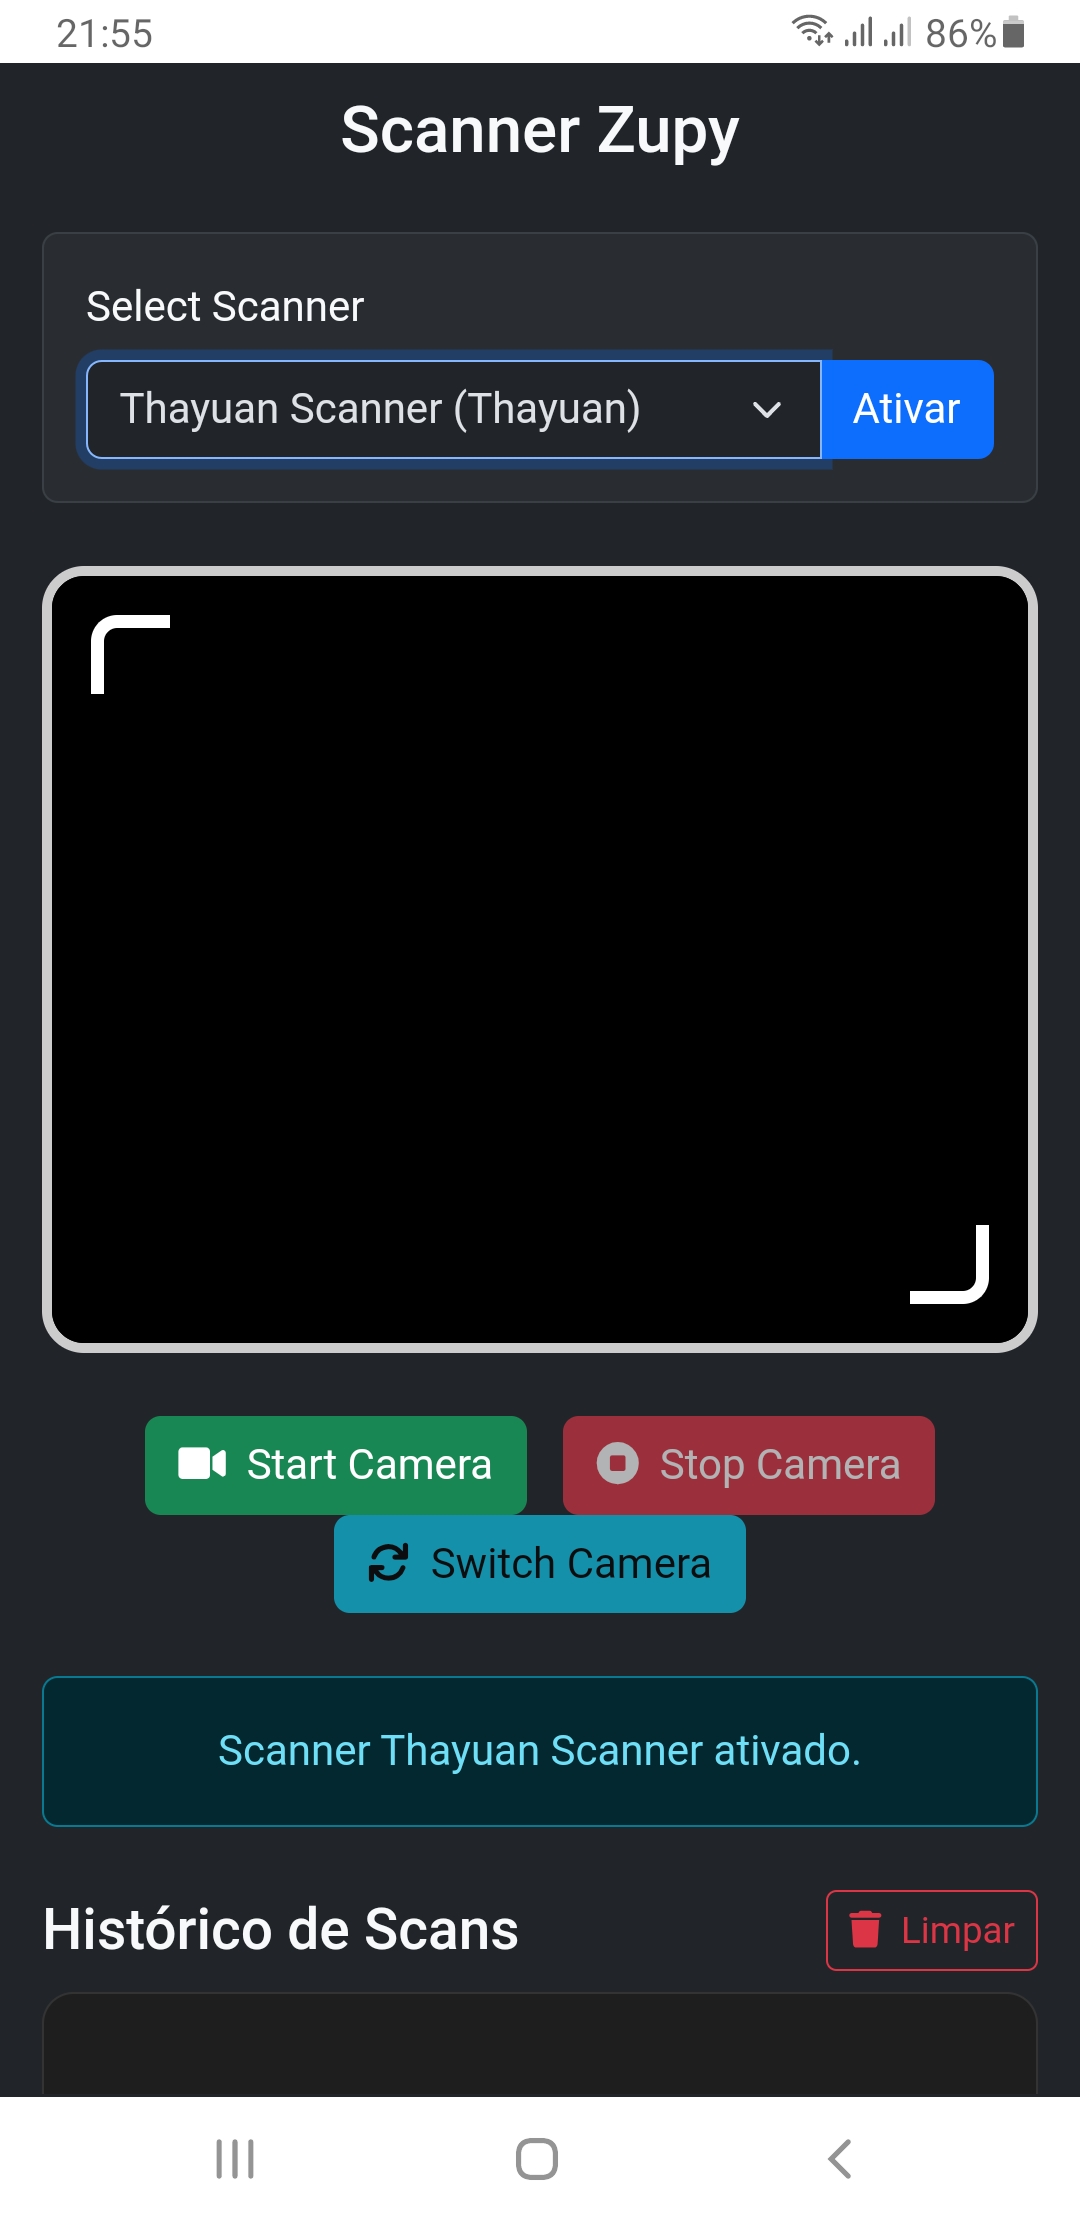 21:55 86%
Scanner Zupy
Select Scanner
Thayuan Scanner (Thayuan) Ativar
Start Camera Stop Camera
Switch Camera
Scanner Thayuan Scanner ativado.
Histórico de Scans Limpar